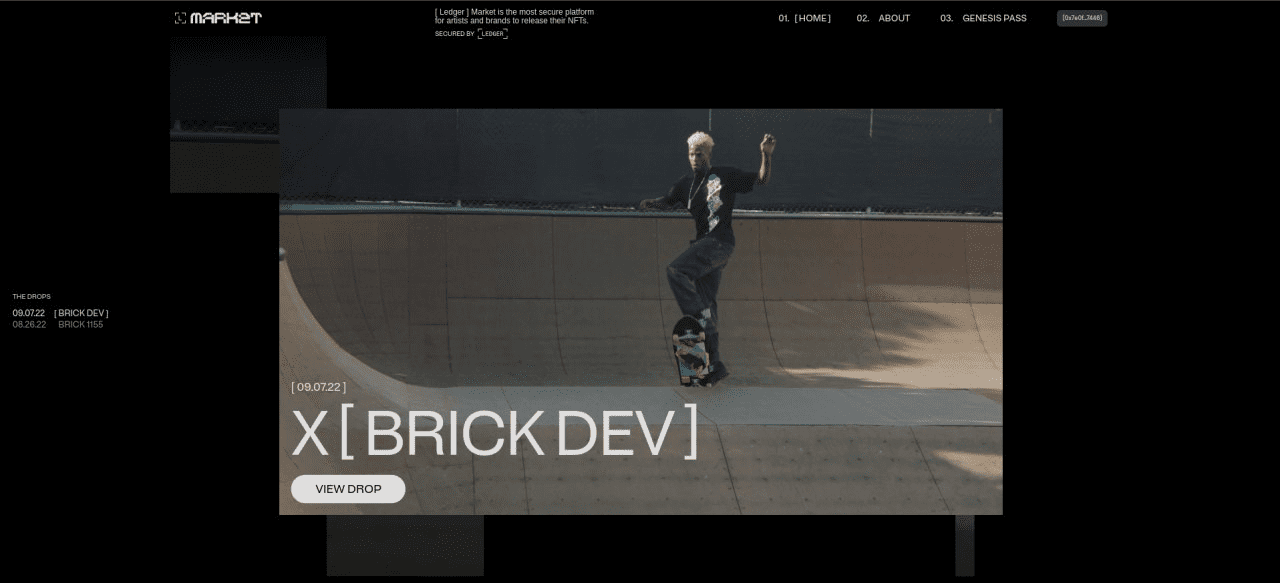 MARKET
[ Ledger ] Market is the most secure platform
for artists and brands to release their NFTs.
SECURED BY [LEDGER]
01. [ HOME ] 02. ABOUT 03. GENESIS PASS
[0x7e0f...7448]
THE DROPS
09.07.22 [ BRICK DEV ]
08.26.22 BRICK 1155
[ 09.07.22 ]
X [ BRICK DEV ]
VIEW DROP